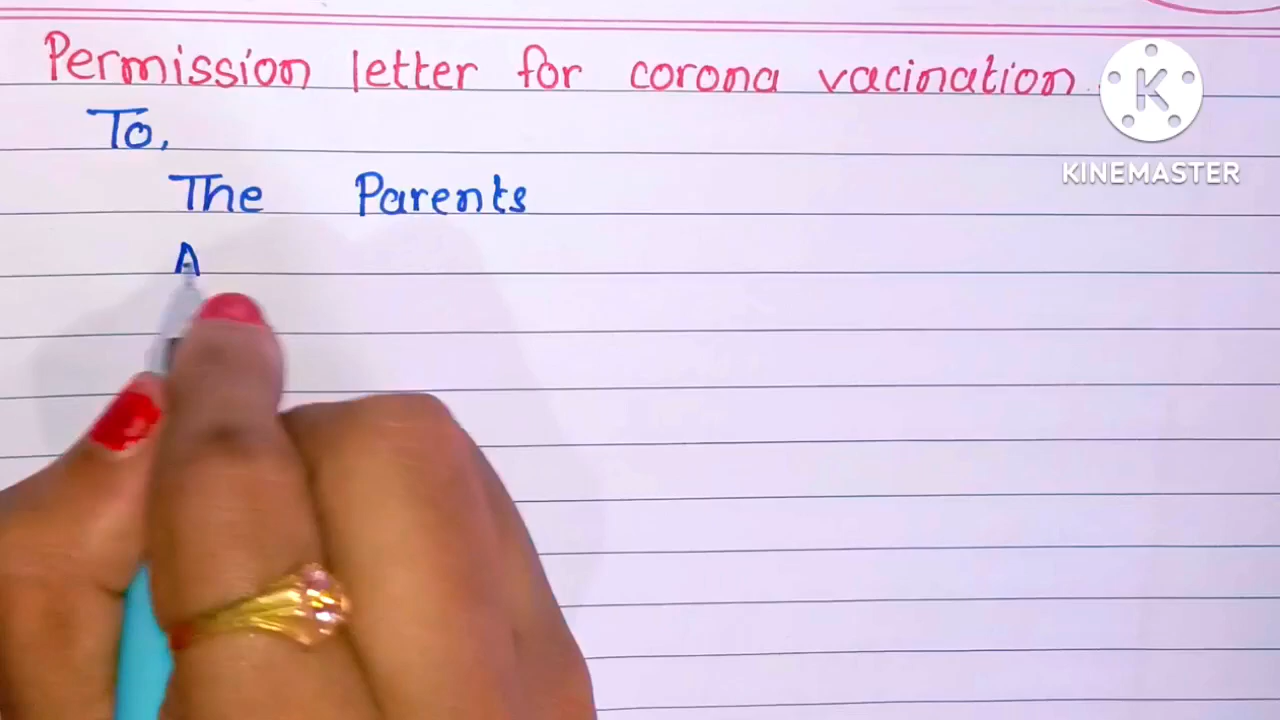 Permission letter for corona vacination
To,
The Parents
A
K
KINEMASTER